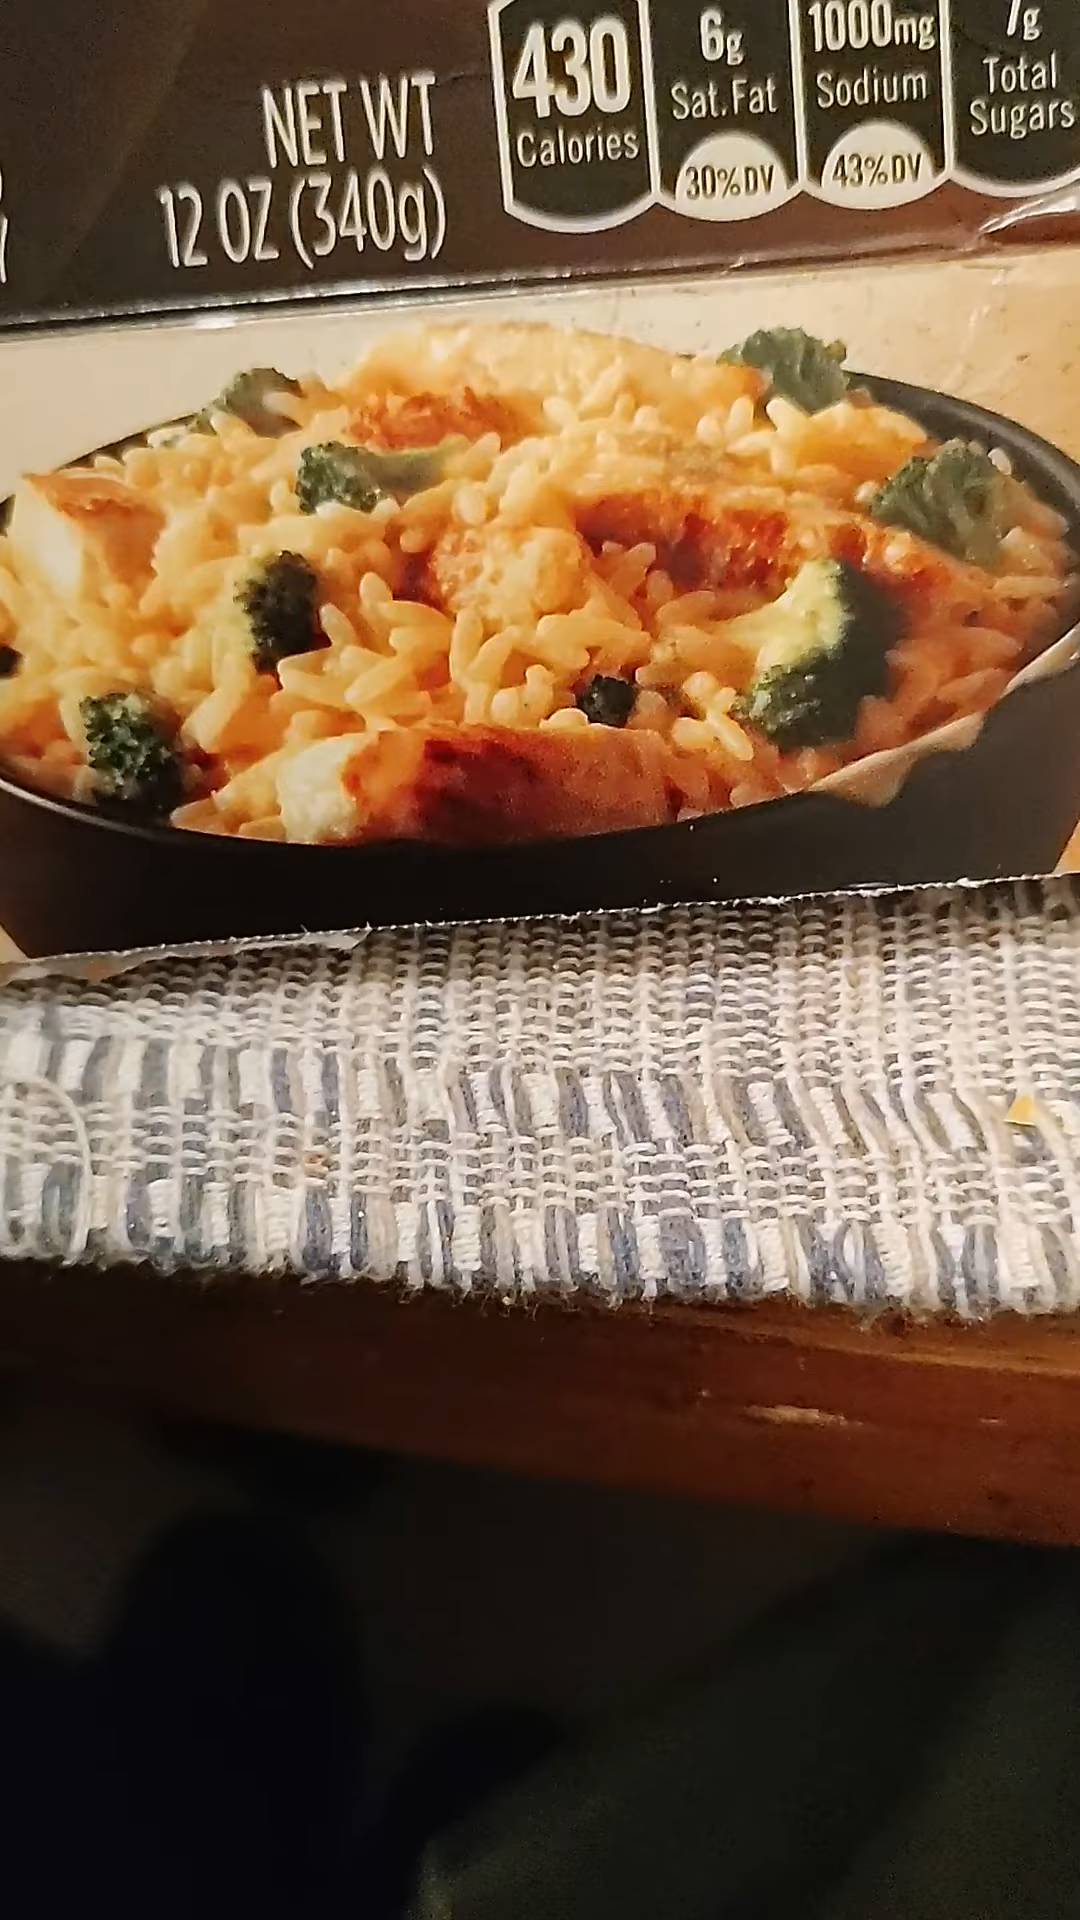 NET WT
12 OZ (340g)
430
Calories
6g
Sat. Fat
30% DV
1000mg
Sodium
43% DV
7g
Total
Sugars